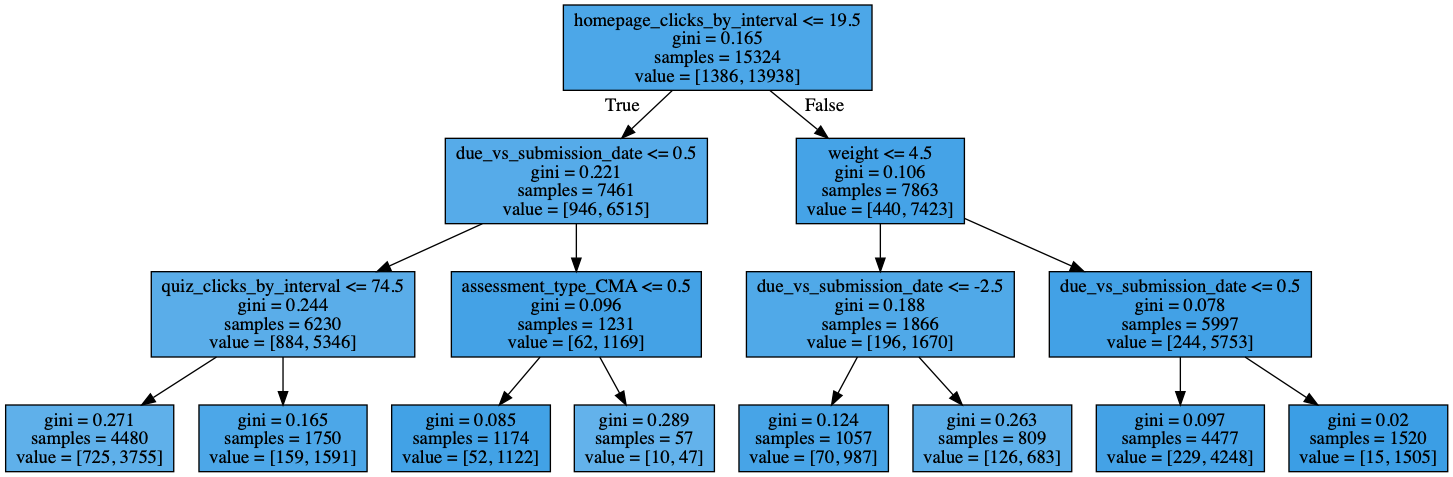 homepage_clicks_by_interval <= 19.5
gini = 0.165
samples = 15324
value = [1386, 13938]
True
False
due_vs_submission_date <= 0.5
gini = 0.221
samples = 7461
value = [946, 6515]
weight <= 4.5
gini = 0.106
samples = 7863
value = [440, 7423]
quiz_clicks_by_interval <= 74.5
gini = 0.244
samples = 6230
value = [884, 5346]
assessment_type_CMA <= 0.5
gini = 0.096
samples = 1231
value = [62, 1169]
due_vs_submission_date <= -2.5
gini = 0.188
samples = 1866
value = [196, 1670]
due_vs_submission_date <= 0.5
gini = 0.078
samples = 5997
value = [244, 5753]
gini = 0.271
samples = 4480
value = [725, 3755]
gini = 0.165
samples = 1750
value = [159, 1591]
gini = 0.085
samples = 1174
value = [52, 1122]
gini = 0.289
samples = 57
value = [10, 47]
gini = 0.124
samples = 1057
value = [70, 987]
gini = 0.263
samples = 809
value = [126, 683]
gini = 0.097
samples = 4477
value = [229, 4248]
gini = 0.02
samples = 1520
value = [15, 1505]